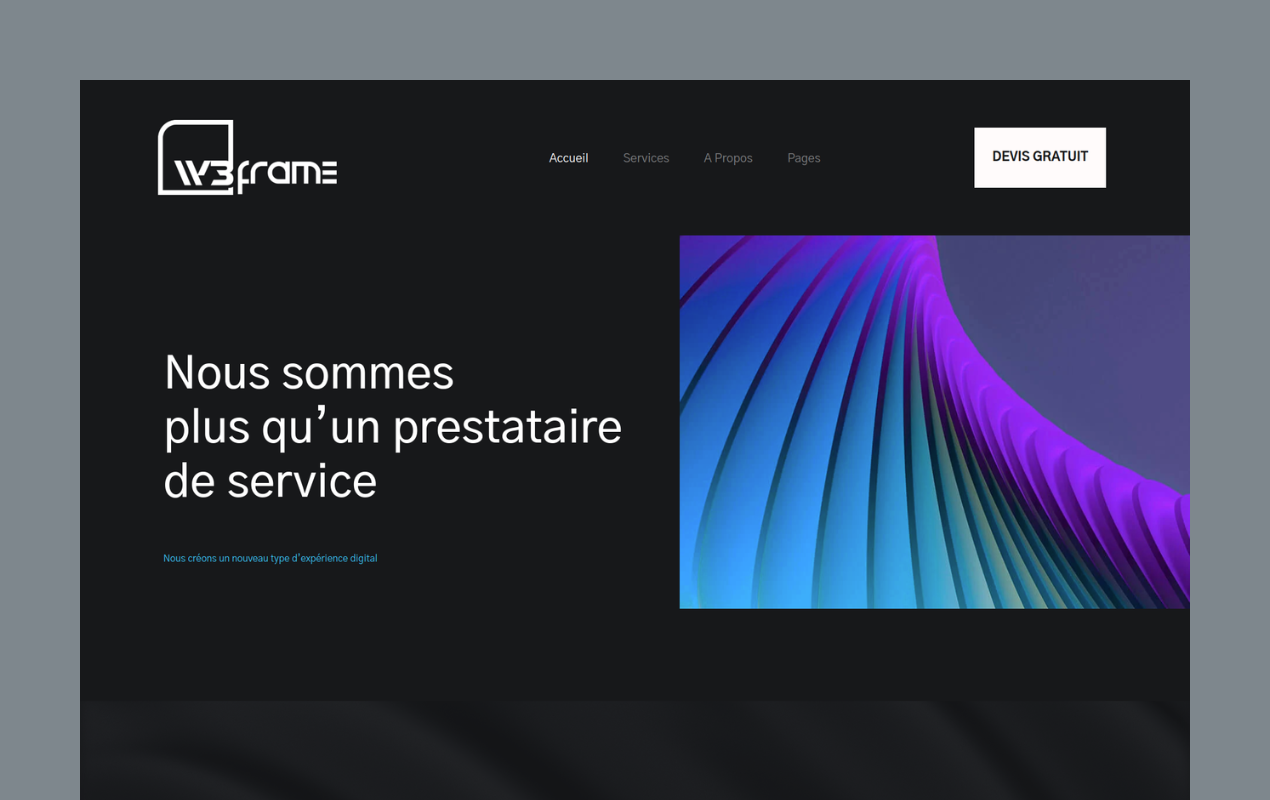 W3frame
Accueil
Services
A Propos
Pages
DEVIS GRATUIT
Nous sommes
plus qu’un prestataire
de service
Nous créons un nouveau type d’expérience digital